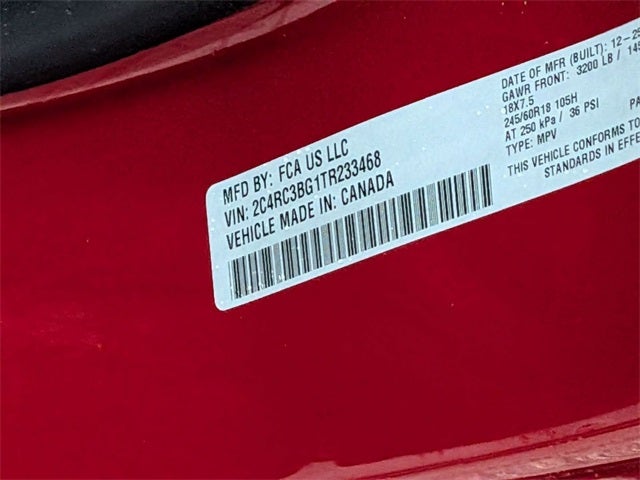 MFD BY: FCA US LLC
VIN: 2C4RC3BG1TR233468
VEHICLE MADE IN: CANADA
DATE OF MFR (BUILT): 12-25
GAWR FRONT: 3200 LB /
18X7.5
245/60R18 105H
AT 250 kPa / 36 PSI
TYPE: MPV
THIS VEHICLE CONFORMS TO
STANDARDS IN EFFE